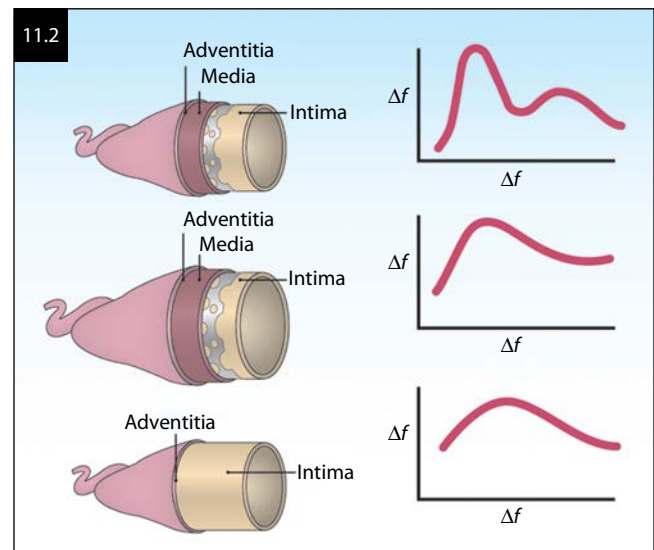 11.2
Adventitia
Media
Intima
Δf
Δf
Adventitia
Media
Intima
Δf
Δf
Adventitia
Intima
Δf
Δf